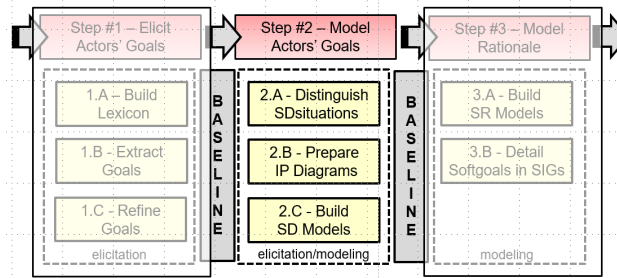 Step #1 – Elicit
Actors' Goals
1.A – Build
Lexicon
1.B - Extract
Goals
1.C - Refine
Goals
elicitation
BASELINE
Step #2 – Model
Actors' Goals
2.A - Distinguish
SDsituations
2.B - Prepare
IP Diagrams
2.C - Build
SD Models
elicitation/modeling
BASELINE
Step #3 – Model
Rationale
3.A - Build
SR Models
3.B - Detail
Softgoals in SIGs
modeling